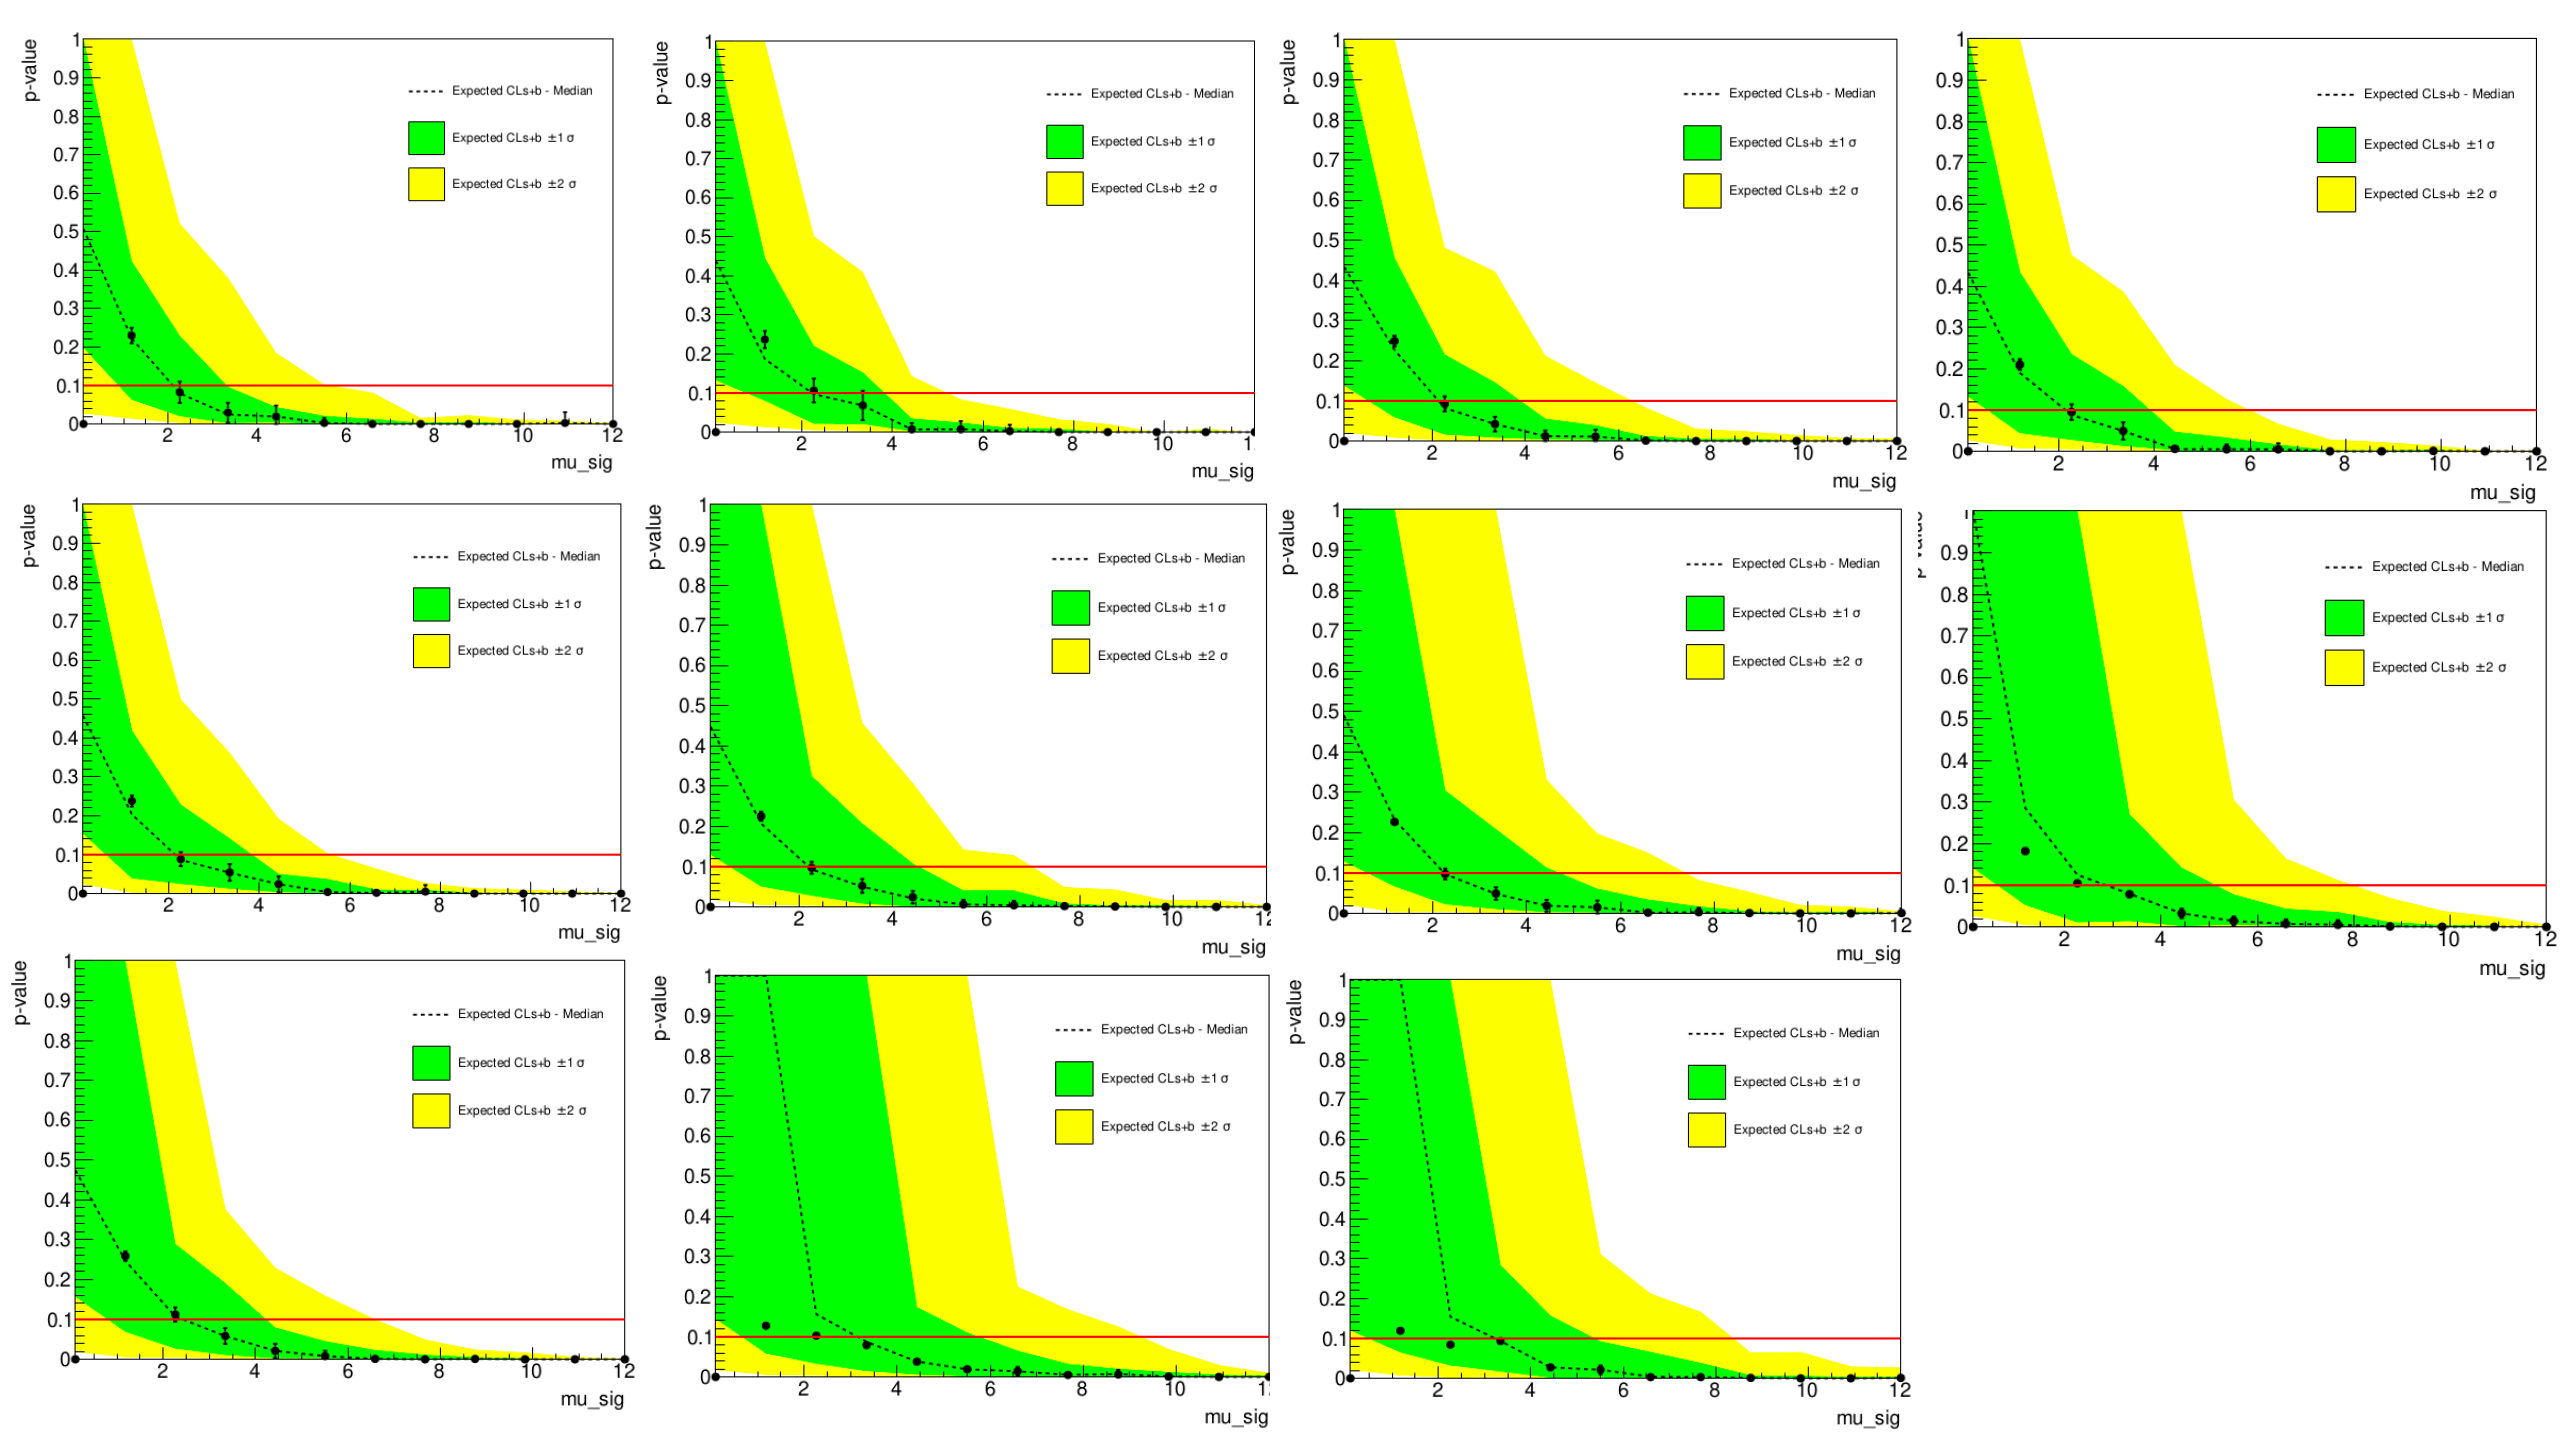 p-value
1
0.9
0.8
0.7
0.6
0.5
0.4
0.3
0.2
0.1
0
Expected CLs+b - Median
Expected CLs+b ±1 σ
Expected CLs+b ±2 σ
2 4 6 8 10 12
mu_sig
p-value
1
0.9
0.8
0.7
0.6
0.5
0.4
0.3
0.2
0.1
0
Expected CLs+b - Median
Expected CLs+b ±1 σ
Expected CLs+b ±2 σ
2 4 6 8 10
mu_sig
p-value
1
0.9
0.8
0.7
0.6
0.5
0.4
0.3
0.2
0.1
0
Expected CLs+b - Median
Expected CLs+b ±1 σ
Expected CLs+b ±2 σ
2 4 6 8 10 12
mu_sig
1
0.9
0.8
0.7
0.6
0.5
0.4
0.3
0.2
0.1
0
Expected CLs+b - Median
Expected CLs+b ±1 σ
Expected CLs+b ±2 σ
2 4 6 8 10 12
mu_sig
p-value
1
0.9
0.8
0.7
0.6
0.5
0.4
0.3
0.2
0.1
0
Expected CLs+b - Median
Expected CLs+b ±1 σ
Expected CLs+b ±2 σ
2 4 6 8 10 12
mu_sig
p-value
1
0.9
0.8
0.7
0.6
0.5
0.4
0.3
0.2
0.1
0
Expected CLs+b - Median
Expected CLs+b ±1 σ
Expected CLs+b ±2 σ
2 4 6 8 10 12
mu_sig
p-value
1
0.9
0.8
0.7
0.6
0.5
0.4
0.3
0.2
0.1
0
Expected CLs+b - Median
Expected CLs+b ±1 σ
Expected CLs+b ±2 σ
2 4 6 8 10 12
mu_sig
0.9
0.8
0.7
0.6
0.5
0.4
0.3
0.2
0.1
0
Expected CLs+b - Median
Expected CLs+b ±1 σ
Expected CLs+b ±2 σ
2 4 6 8 10 12
mu_sig
p-value
1
0.9
0.8
0.7
0.6
0.5
0.4
0.3
0.2
0.1
0
Expected CLs+b - Median
Expected CLs+b ±1 σ
Expected CLs+b ±2 σ
2 4 6 8 10 12
mu_sig
p-value
1
0.9
0.8
0.7
0.6
0.5
0.4
0.3
0.2
0.1
0
Expected CLs+b - Median
Expected CLs+b ±1 σ
Expected CLs+b ±2 σ
2 4 6 8 10
mu_sig
p-value
1
0.9
0.8
0.7
0.6
0.5
0.4
0.3
0.2
0.1
0
Expected CLs+b - Median
Expected CLs+b ±1 σ
Expected CLs+b ±2 σ
2 4 6 8 10 12
mu_sig